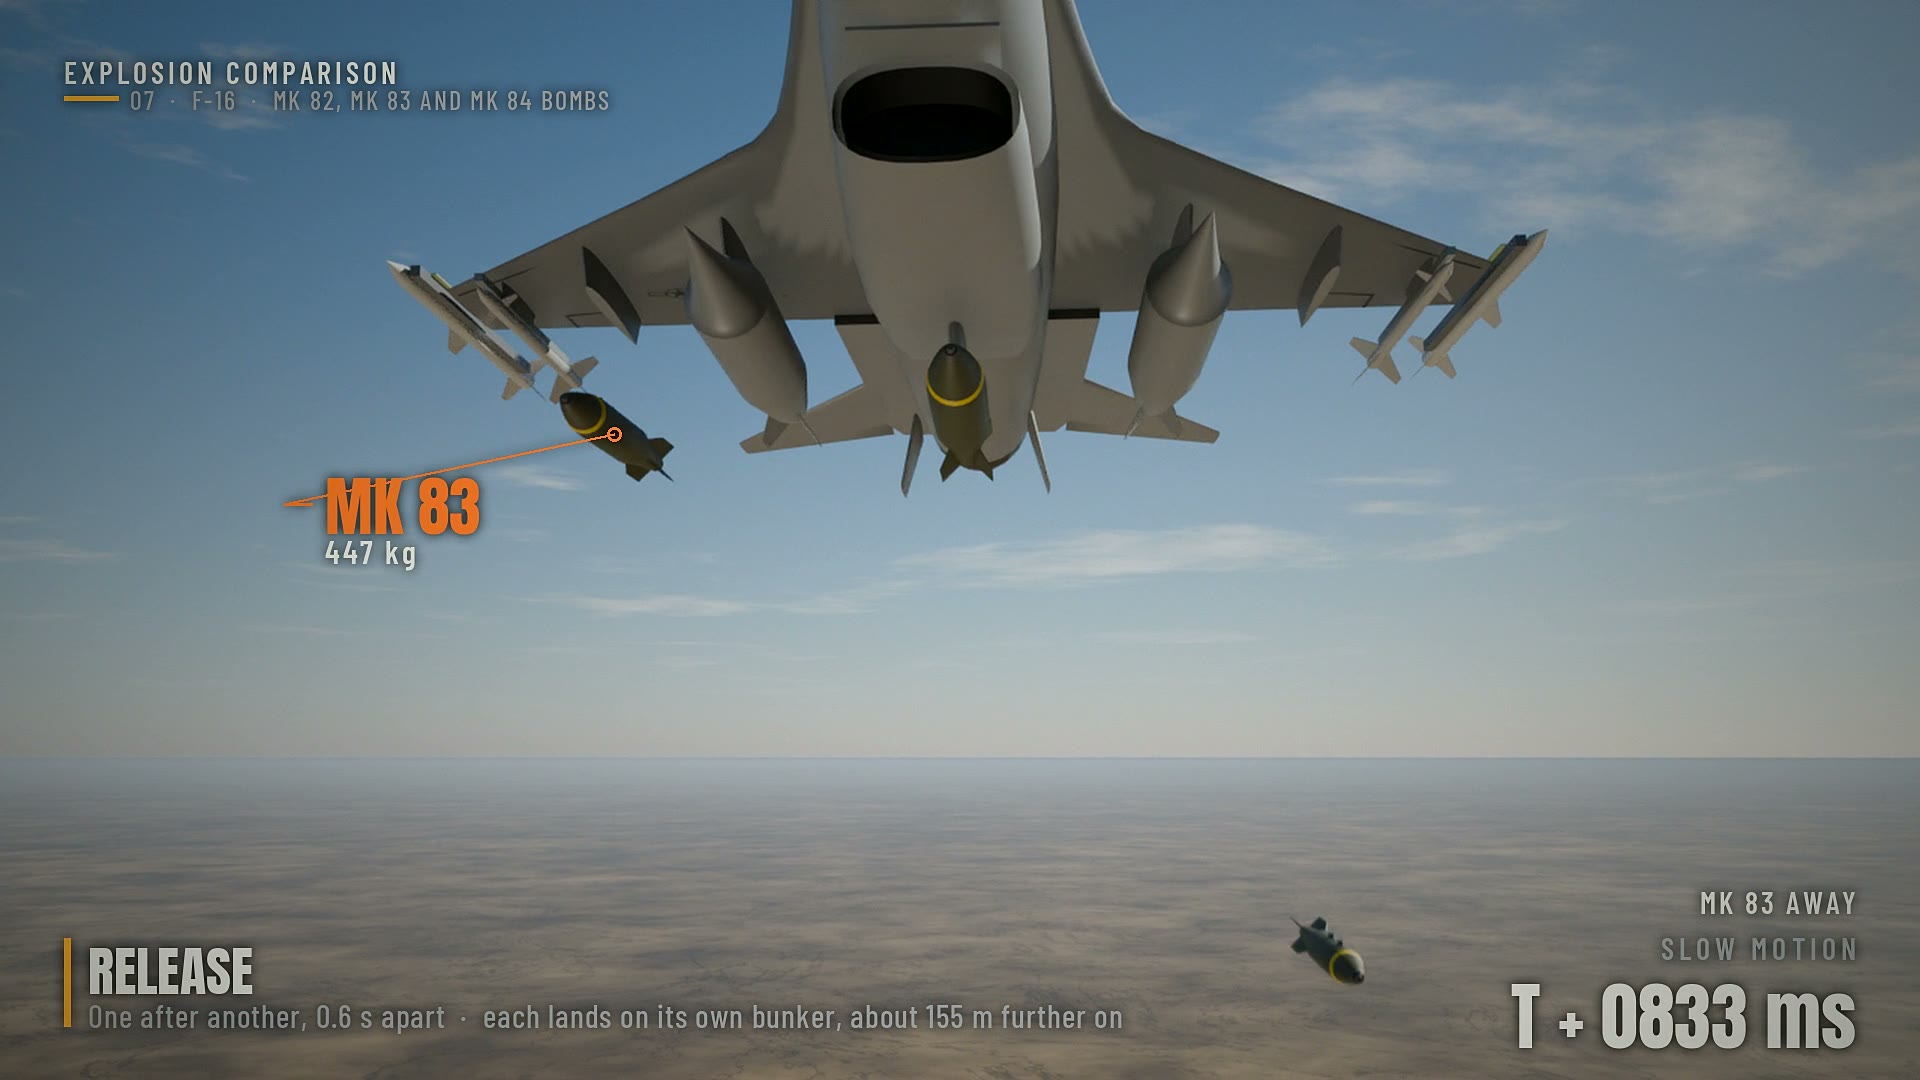 EXPLOSION COMPARISON
07 · F-16 · MK 82, MK 83 AND MK 84 BOMBS
MK 83
447 kg
MK 83 AWAY
SLOW MOTION
T + 0833 ms
RELEASE
One after another, 0.6 s apart · each lands on its own bunker, about 155 m further on